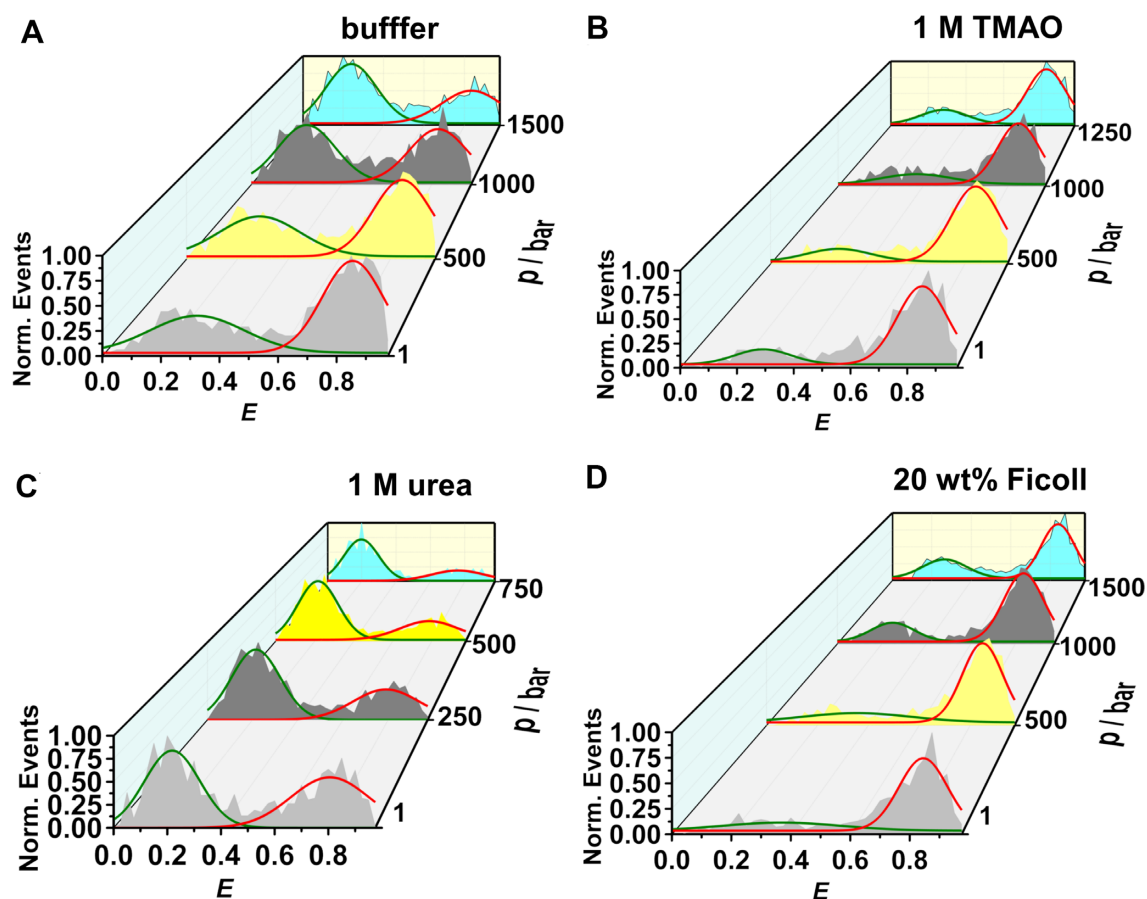 A
bufffer
1500
1000
500
1
p / bar
1.00
0.75
0.50
0.25
0.00
Norm. Events
0.0 0.2 0.4 0.6 0.8
E
B
1 M TMAO
1250
1000
500
1
p / bar
1.00
0.75
0.50
0.25
0.00
Norm. Events
0.0 0.2 0.4 0.6 0.8
E
C
1 M urea
750
500
250
1
p / bar
1.00
0.75
0.50
0.25
0.00
Norm. Events
0.0 0.2 0.4 0.6 0.8
E
D
20 wt% Ficoll
1500
1000
500
1
p / bar
1.00
0.75
0.50
0.25
0.00
Norm. Events
0.0 0.2 0.4 0.6 0.8
E